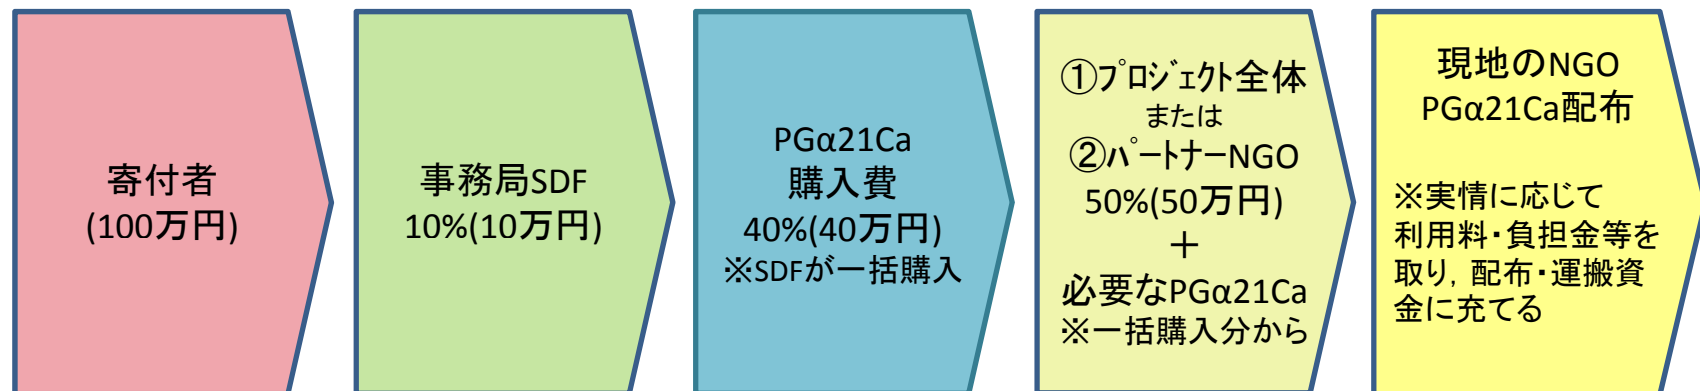 寄付者
(100万円)
事務局SDF
10%(10万円)
PGα21Ca
購入費
40%(40万円)
※SDFが一括購入
①ﾌﾟﾛｼﾞｪｸﾄ全体
または
②ﾊﾟｰﾄﾅｰNGO
50%(50万円)
＋
必要なPGα21Ca
※一括購入分から
現地のNGO
PGα21Ca配布
※実情に応じて
利用料・負担金等を
取り，配布・運搬資
金に充てる